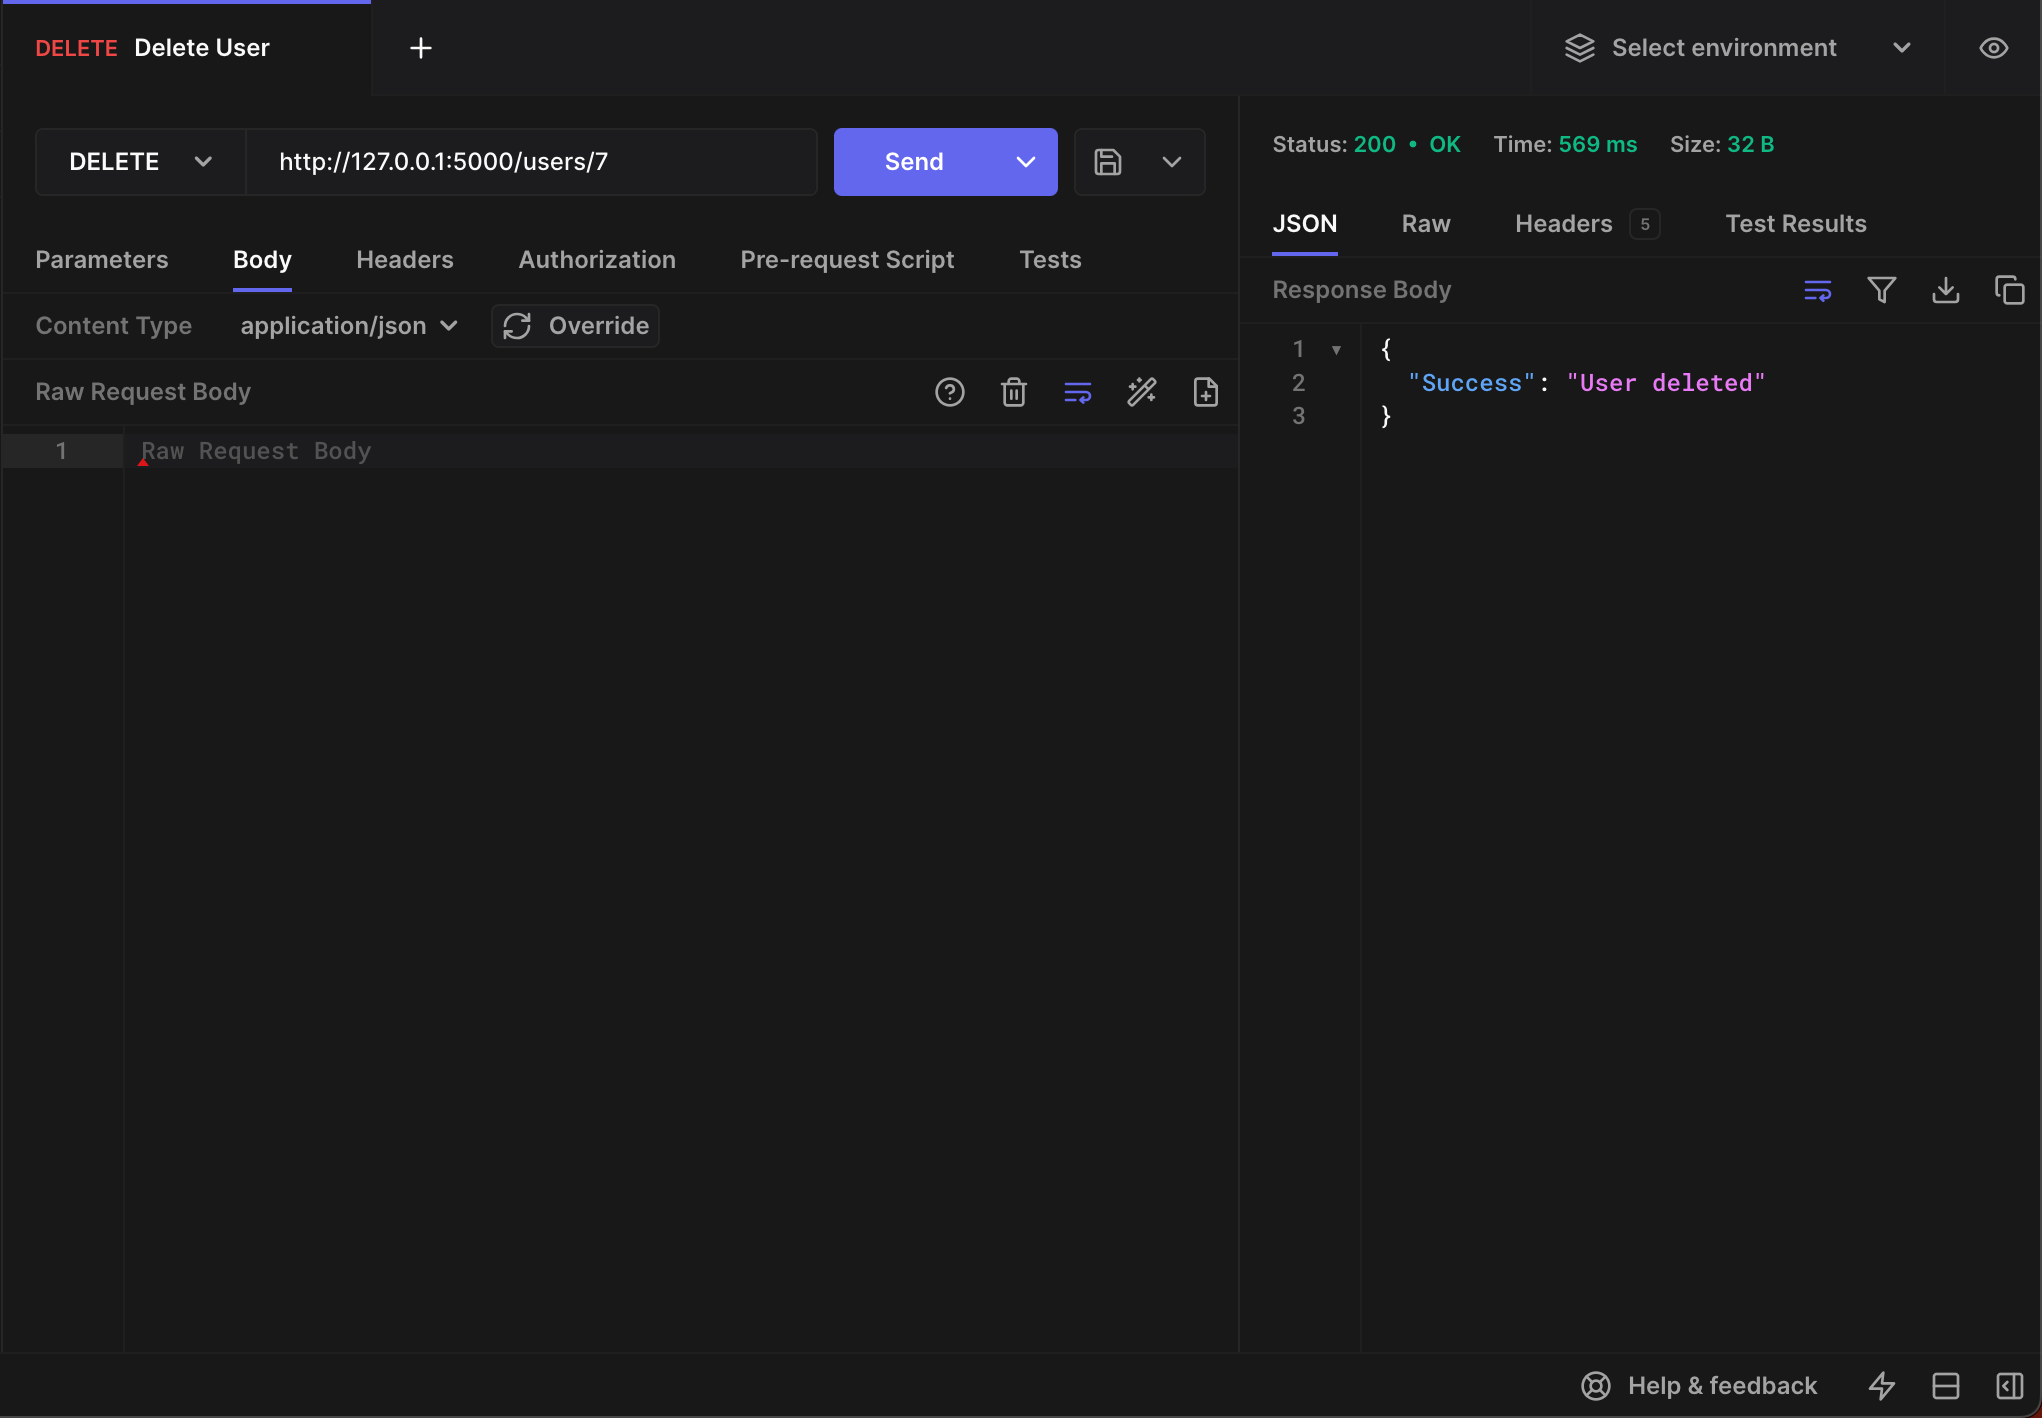 DELETE Delete User
Select environment
DELETE http://127.0.0.1:5000/users/7 Send
Parameters Body Headers Authorization Pre-request Script Tests
Content Type application/json Override
Raw Request Body
1 Raw Request Body
Status: 200 • OK Time: 569 ms Size: 32 B
JSON Raw Headers 5 Test Results
Response Body
1 {
2 "Success": "User deleted"
3 }
Help & feedback